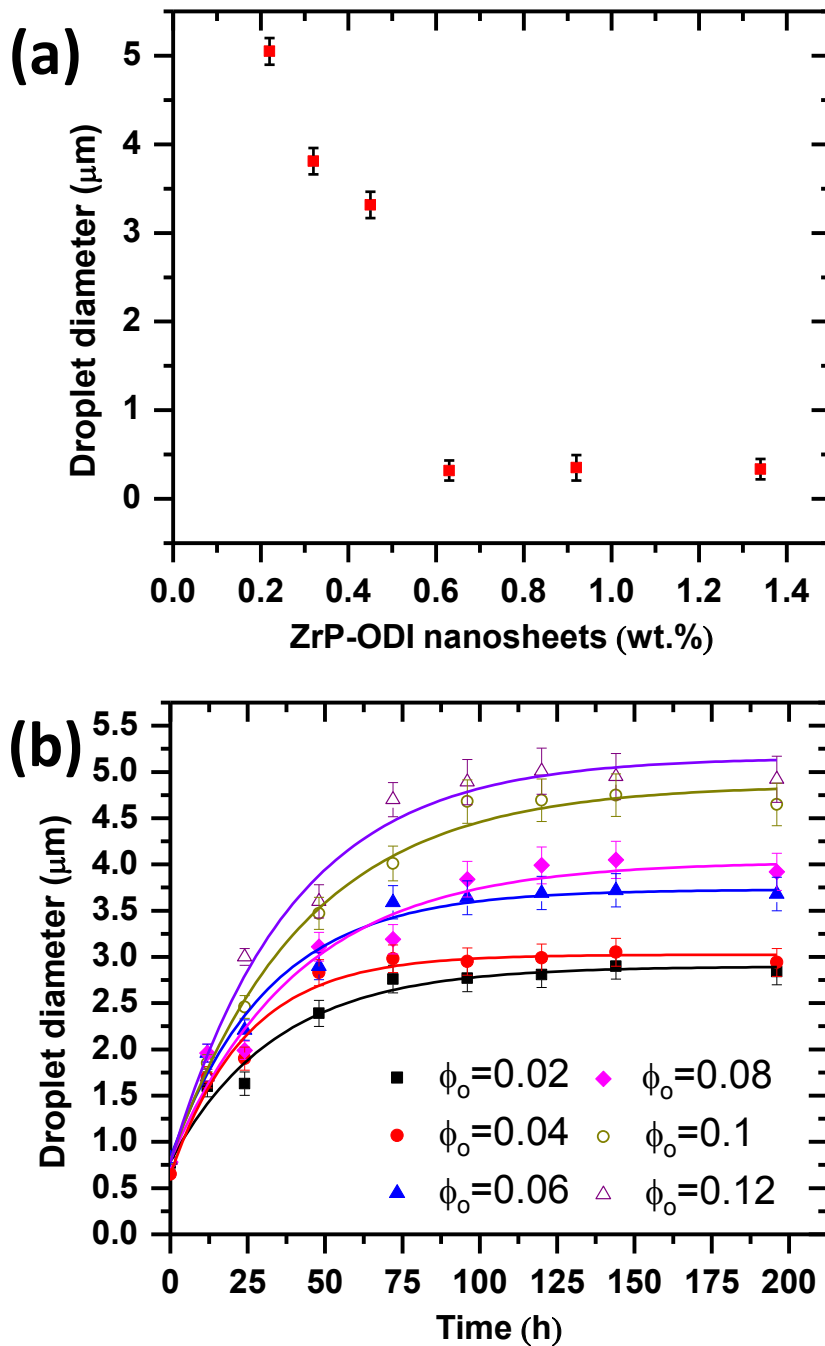 (a)
Droplet diameter (μm)
5
4
3
2
1
0
0.0 0.2 0.4 0.6 0.8 1.0 1.2 1.4
ZrP-ODI nanosheets (wt.%)
(b)
Droplet diameter (μm)
5.5
5.0
4.5
4.0
3.5
3.0
2.5
2.0
1.5
1.0
0.5
0.0
ϕo=0.02 ϕo=0.08
ϕo=0.04 ϕo=0.1
ϕo=0.06 ϕo=0.12
0 25 50 75 100 125 150 175 200
Time (h)